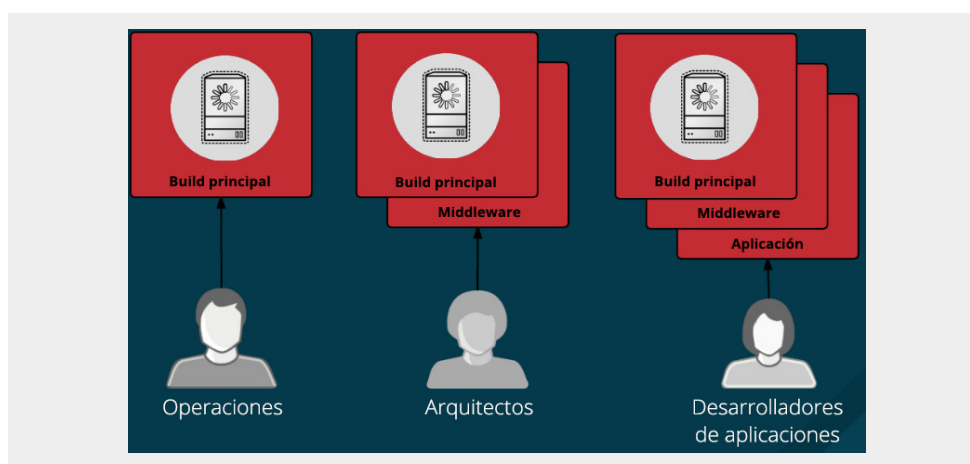 Build principal
Build principal
Middleware
Build principal
Middleware
Aplicación
Operaciones
Arquitectos
Desarrolladores
de aplicaciones